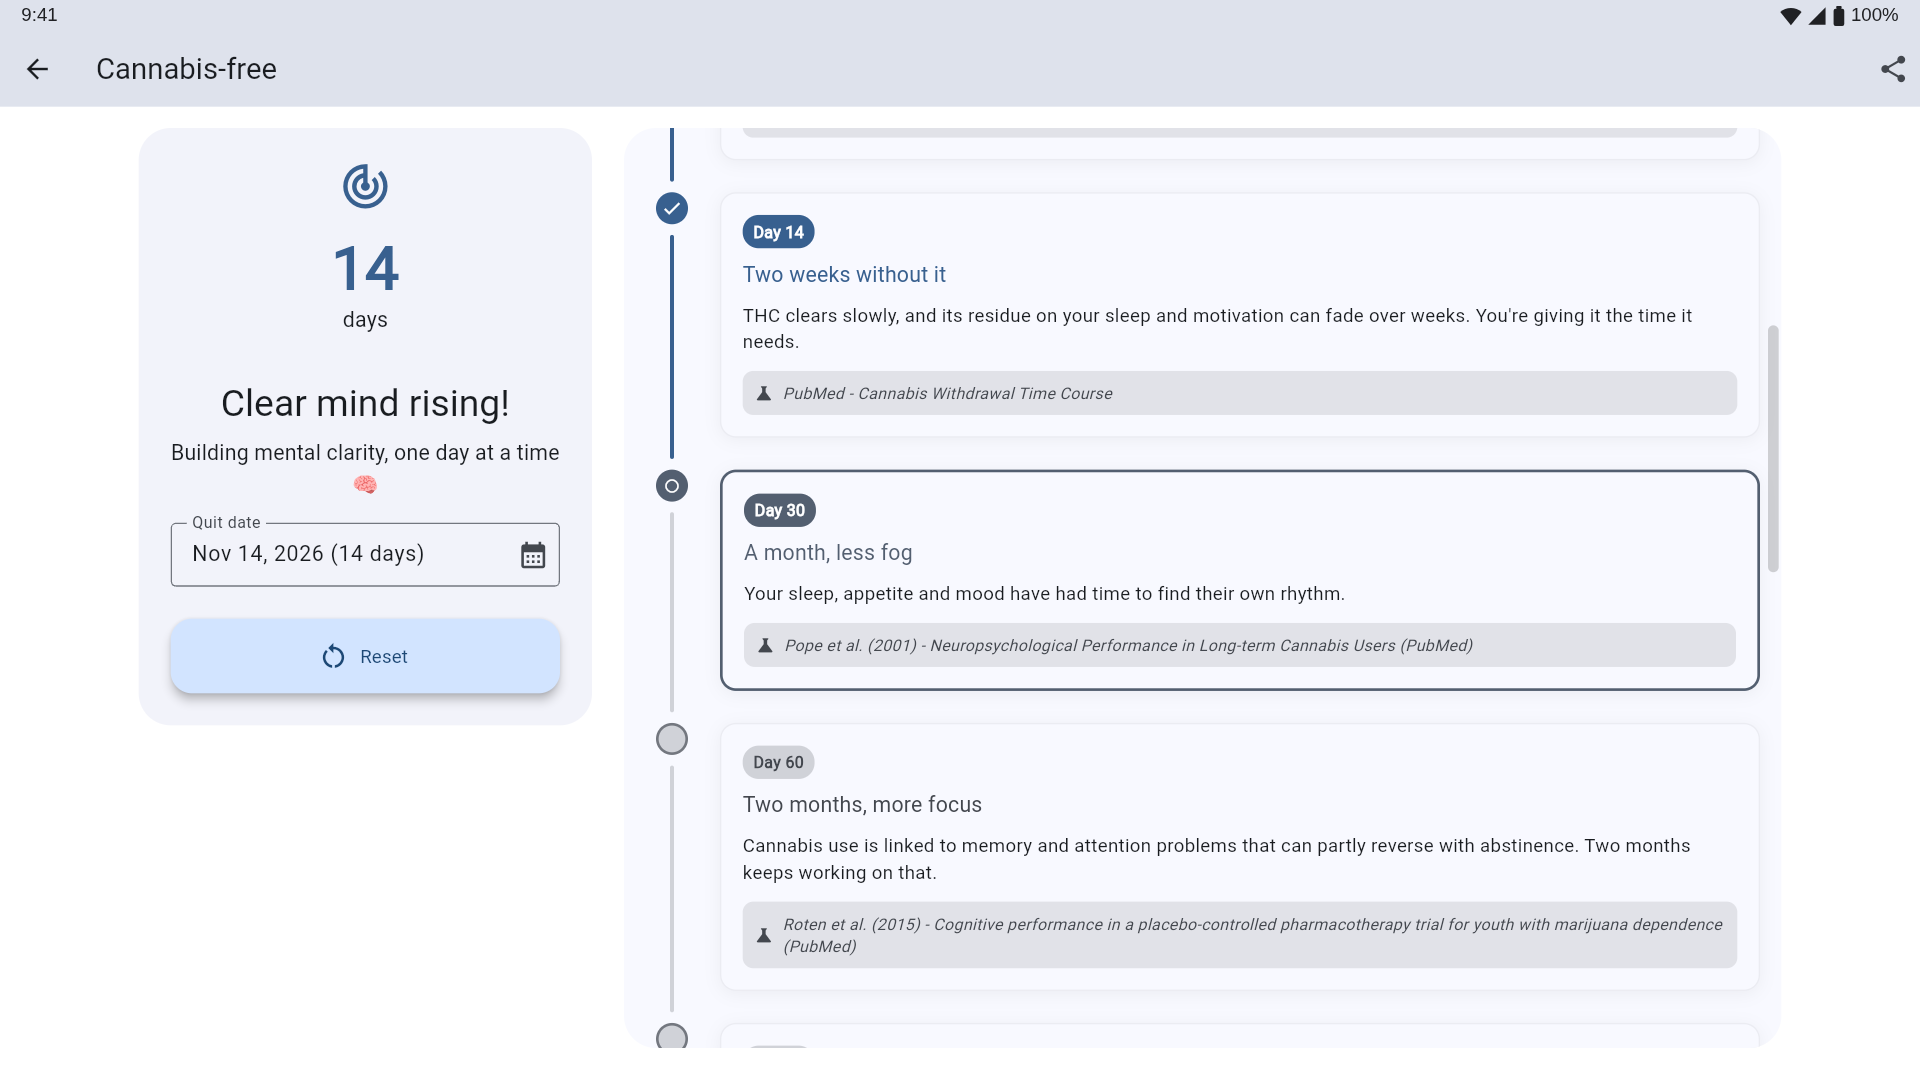 9:41
100%
Cannabis-free
14
days
Clear mind rising!
Building mental clarity, one day at a time
🧠
Quit date
Nov 14, 2026 (14 days)
Reset
Day 14
Two weeks without it
THC clears slowly, and its residue on your sleep and motivation can fade over weeks. You're giving it the time it
needs.
PubMed - Cannabis Withdrawal Time Course
Day 30
A month, less fog
Your sleep, appetite and mood have had time to find their own rhythm.
Pope et al. (2001) - Neuropsychological Performance in Long-term Cannabis Users (PubMed)
Day 60
Two months, more focus
Cannabis use is linked to memory and attention problems that can partly reverse with abstinence. Two months
keeps working on that.
Roten et al. (2015) - Cognitive performance in a placebo-controlled pharmacotherapy trial for youth with marijuana dependence
(PubMed)